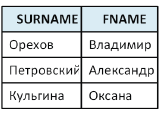 SURNAME FNAME
Орехов Владимир
Петровский Александр
Кульгина Оксана